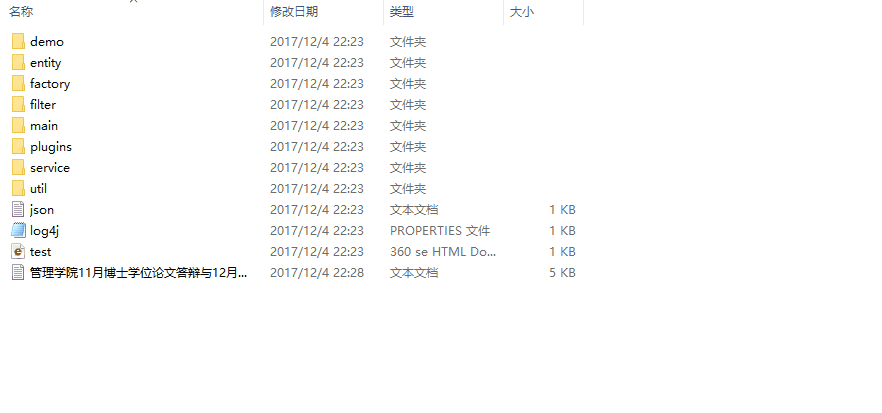 名称 修改日期 类型 大小
demo 2017/12/4 22:23 文件夹
entity 2017/12/4 22:23 文件夹
factory 2017/12/4 22:23 文件夹
filter 2017/12/4 22:23 文件夹
main 2017/12/4 22:23 文件夹
plugins 2017/12/4 22:23 文件夹
service 2017/12/4 22:23 文件夹
util 2017/12/4 22:23 文件夹
json 2017/12/4 22:23 文本文档 1 KB
log4j 2017/12/4 22:23 PROPERTIES 文件 1 KB
test 2017/12/4 22:23 360 se HTML Do... 1 KB
管理学院11月博士学位论文答辩与12月... 2017/12/4 22:28 文本文档 5 KB